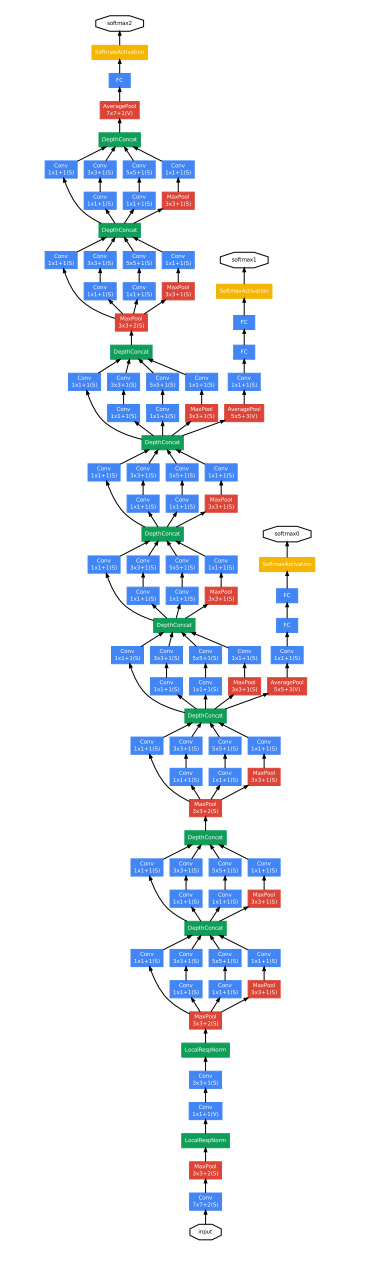 softmax2
SoftmaxActivation
FC
AveragePool
7x7+1(V)
DepthConcat
Conv
1x1+1(S)
Conv
3x3+1(S)
Conv
5x5+1(S)
Conv
1x1+1(S)
Conv
1x1+1(S)
Conv
1x1+1(S)
MaxPool
3x3+1(S)
DepthConcat
Conv
1x1+1(S)
Conv
3x3+1(S)
Conv
5x5+1(S)
Conv
1x1+1(S)
softmax1
Conv
1x1+1(S)
Conv
1x1+1(S)
MaxPool
3x3+1(S)
SoftmaxActivation
MaxPool
3x3+2(S)
FC
DepthConcat
FC
Conv
1x1+1(S)
Conv
3x3+1(S)
Conv
5x5+1(S)
Conv
1x1+1(S)
Conv
1x1+1(S)
Conv
1x1+1(S)
Conv
1x1+1(S)
MaxPool
3x3+1(S)
AveragePool
5x5+3(V)
DepthConcat
Conv
1x1+1(S)
Conv
3x3+1(S)
Conv
5x5+1(S)
Conv
1x1+1(S)
Conv
1x1+1(S)
Conv
1x1+1(S)
MaxPool
3x3+1(S)
DepthConcat
softmax0
Conv
1x1+1(S)
Conv
3x3+1(S)
Conv
5x5+1(S)
Conv
1x1+1(S)
SoftmaxActivation
Conv
1x1+1(S)
Conv
1x1+1(S)
MaxPool
3x3+1(S)
FC
DepthConcat
FC
Conv
1x1+1(S)
Conv
3x3+1(S)
Conv
5x5+1(S)
Conv
1x1+1(S)
Conv
1x1+1(S)
Conv
1x1+1(S)
Conv
1x1+1(S)
MaxPool
3x3+1(S)
AveragePool
5x5+3(V)
DepthConcat
Conv
1x1+1(S)
Conv
3x3+1(S)
Conv
5x5+1(S)
Conv
1x1+1(S)
Conv
1x1+1(S)
Conv
1x1+1(S)
MaxPool
3x3+1(S)
MaxPool
3x3+2(S)
DepthConcat
Conv
1x1+1(S)
Conv
3x3+1(S)
Conv
5x5+1(S)
Conv
1x1+1(S)
Conv
1x1+1(S)
Conv
1x1+1(S)
MaxPool
3x3+1(S)
DepthConcat
Conv
1x1+1(S)
Conv
3x3+1(S)
Conv
5x5+1(S)
Conv
1x1+1(S)
Conv
1x1+1(S)
Conv
1x1+1(S)
MaxPool
3x3+1(S)
MaxPool
3x3+2(S)
LocalRespNorm
Conv
3x3+1(S)
Conv
1x1+1(V)
LocalRespNorm
MaxPool
3x3+2(S)
Conv
7x7+2(S)
input